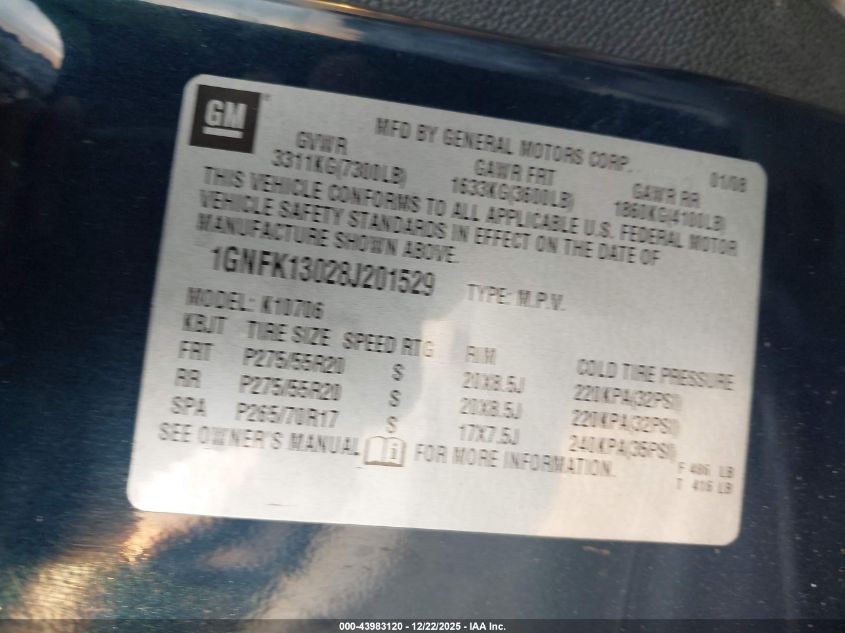 GM
MFD BY GENERAL MOTORS CORP. 01/08
GVWR GAWR FRT GAWR RR
3311KG(7300LB) 1633KG(3600LB) 1860KG(4100LB)
THIS VEHICLE CONFORMS TO ALL APPLICABLE U.S. FEDERAL MOTOR
VEHICLE SAFETY STANDARDS IN EFFECT ON THE DATE OF
MANUFACTURE SHOWN ABOVE.
1GNFK13028J201529 TYPE: M.P.V.
MODEL: K10706
KBJT TIRE SIZE SPEED RTG RIM COLD TIRE PRESSURE
FRT P275/55R20 S 20X8.5J 220KPA(32PSI)
RR P275/55R20 S 20X8.5J 220KPA(32PSI)
SPA P265/70R17 S 17X7.5J 240KPA(35PSI)
SEE OWNER'S MANUAL i FOR MORE INFORMATION.
F 486 LB
T 416 LB
000-43983120 - 12/22/2025 - IAA Inc.